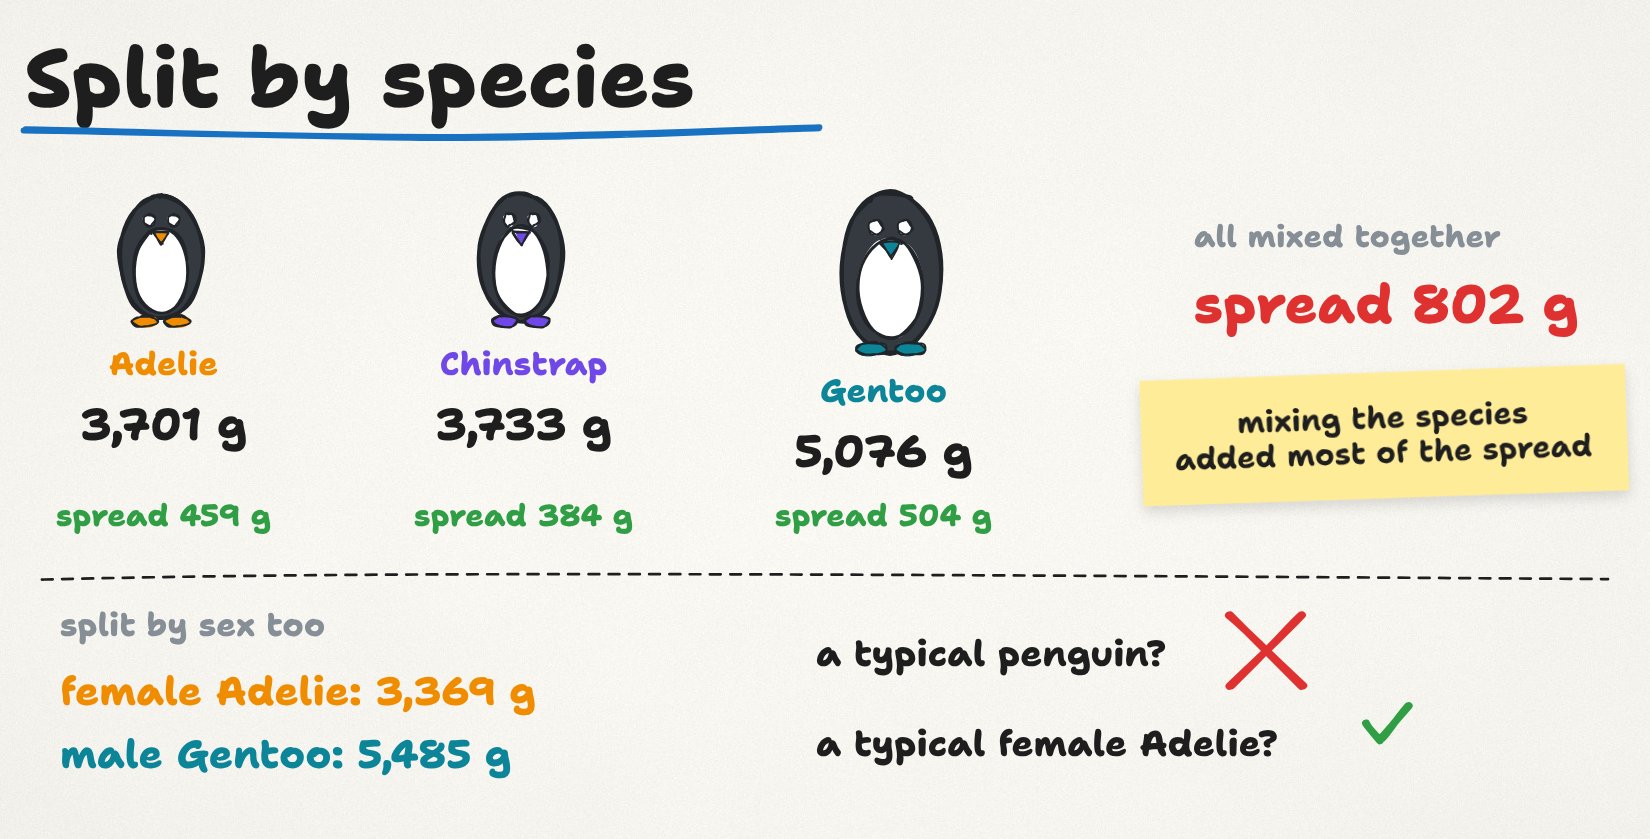 Split by species
Adelie
3,701 g
spread 459 g
Chinstrap
3,733 g
spread 384 g
Gentoo
5,076 g
spread 504 g
all mixed together
spread 802 g
mixing the species
added most of the spread
split by sex too
female Adelie: 3,369 g
male Gentoo: 5,485 g
a typical penguin?
a typical female Adelie?